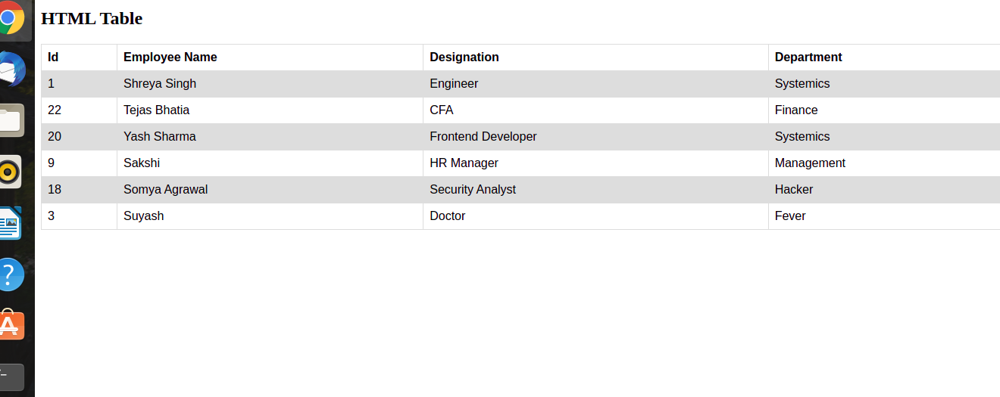 HTML Table
Id Employee Name Designation Department
1 Shreya Singh Engineer Systemics
22 Tejas Bhatia CFA Finance
20 Yash Sharma Frontend Developer Systemics
9 Sakshi HR Manager Management
18 Somya Agrawal Security Analyst Hacker
3 Suyash Doctor Fever